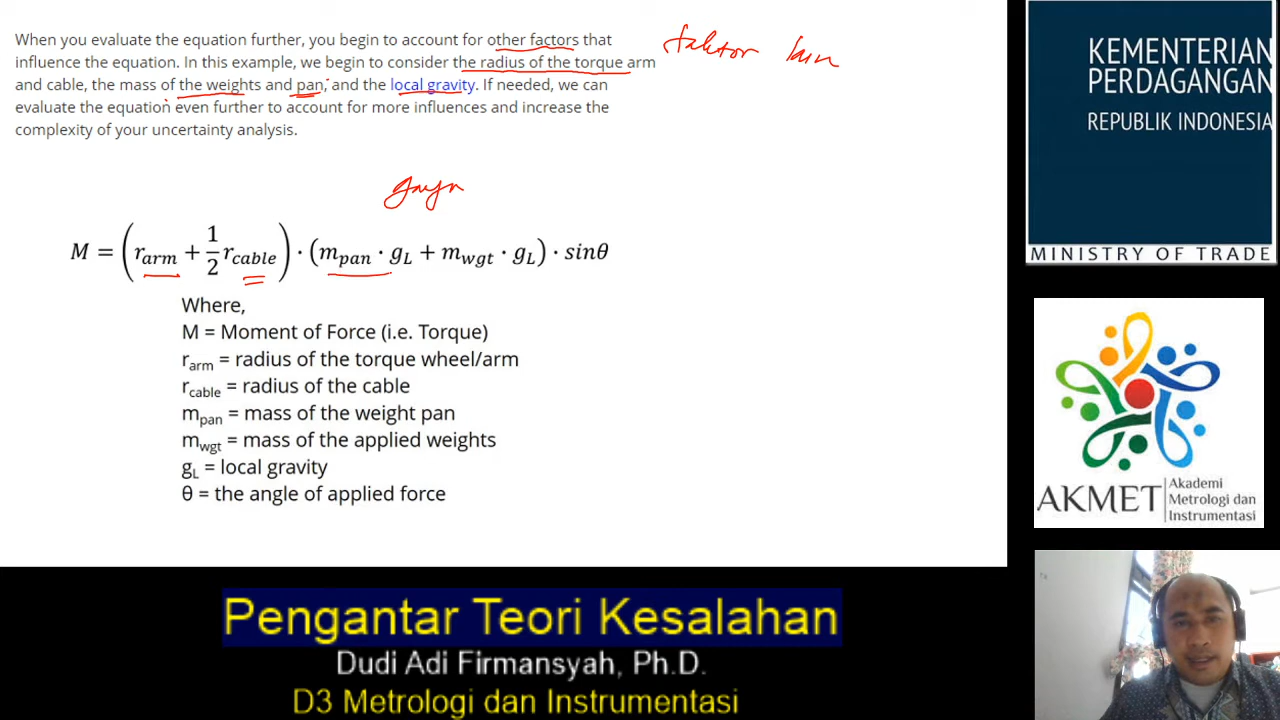 When you evaluate the equation further, you begin to account for other factors that
influence the equation. In this example, we begin to consider the radius of the torque arm
and cable, the mass of the weights and pan, and the local gravity. If needed, we can
evaluate the equation even further to account for more influences and increase the
complexity of your uncertainty analysis.
faktor lain
gaya
M = (r_arm + 1/2 r_cable) · (m_pan · g_L + m_wgt · g_L) · sinθ
Where,
M = Moment of Force (i.e. Torque)
r_arm = radius of the torque wheel/arm
r_cable = radius of the cable
m_pan = mass of the weight pan
m_wgt = mass of the applied weights
g_L = local gravity
θ = the angle of applied force
KEMENTERIAN
PERDAGANGAN
REPUBLIK INDONESIA
MINISTRY OF TRADE
AKMET
Akademi
Metrologi dan
Instrumentasi
Pengantar Teori Kesalahan
Dudi Adi Firmansyah, Ph.D.
D3 Metrologi dan Instrumentasi